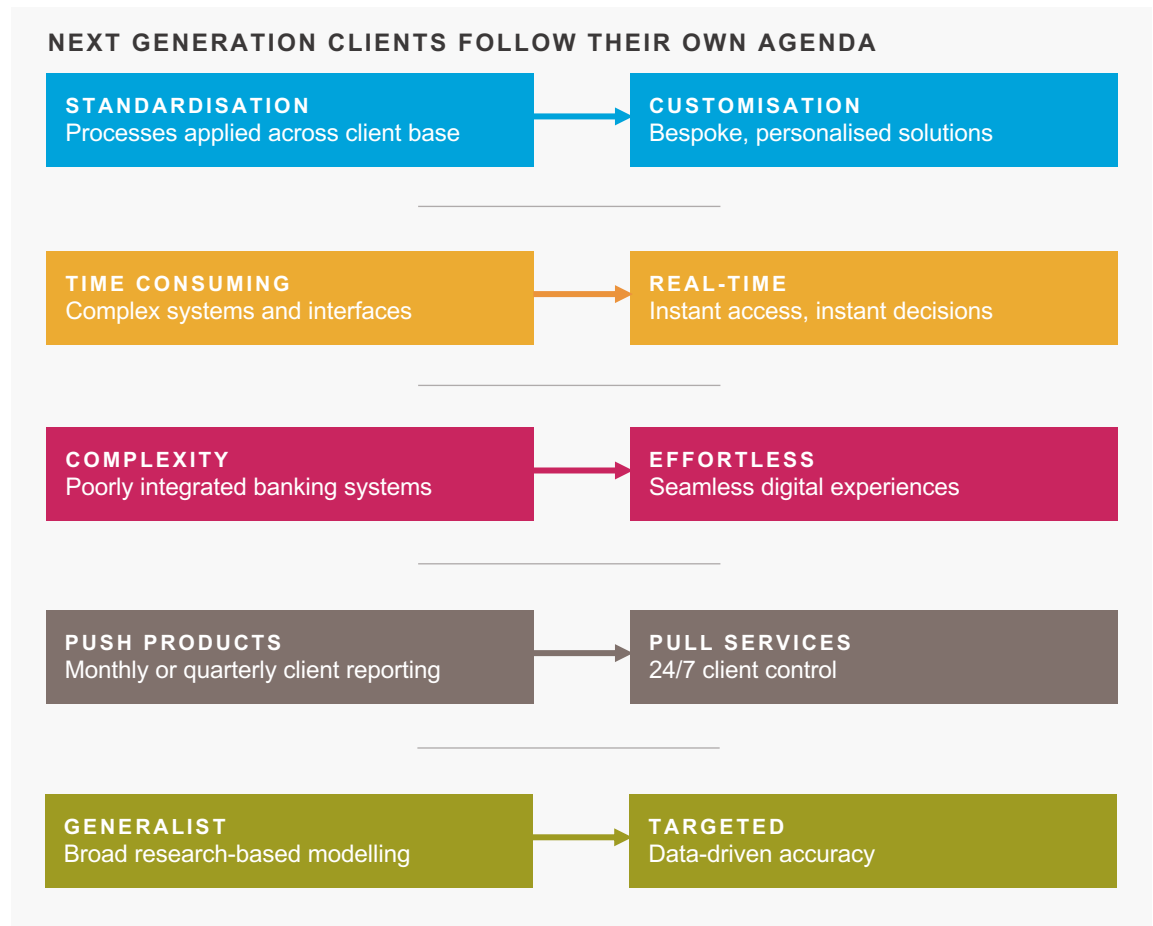 NEXT GENERATION CLIENTS FOLLOW THEIR OWN AGENDA
STANDARDISATION
Processes applied across client base
CUSTOMISATION
Bespoke, personalised solutions
TIME CONSUMING
Complex systems and interfaces
REAL-TIME
Instant access, instant decisions
COMPLEXITY
Poorly integrated banking systems
EFFORTLESS
Seamless digital experiences
PUSH PRODUCTS
Monthly or quarterly client reporting
PULL SERVICES
24/7 client control
GENERALIST
Broad research-based modelling
TARGETED
Data-driven accuracy